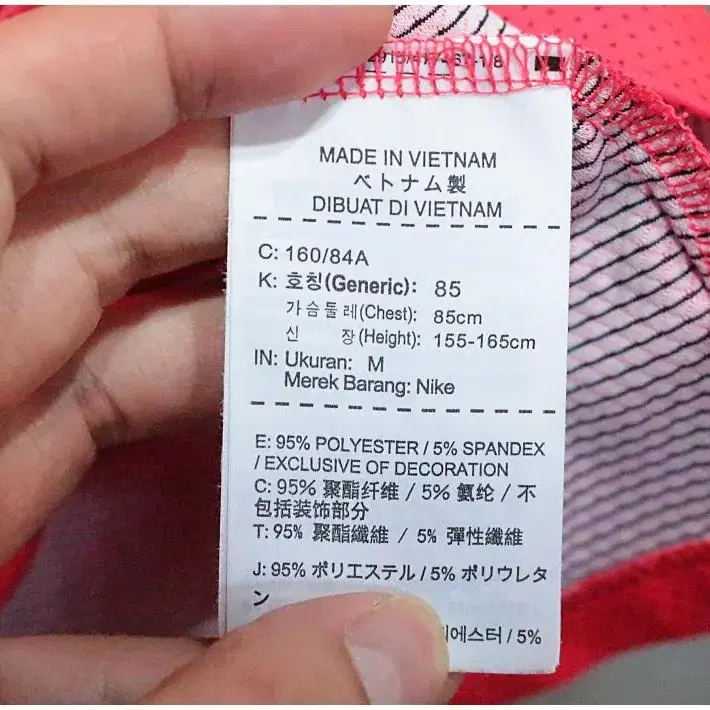 MADE IN VIETNAM
ベトナム製
DIBUAT DI VIETNAM
C: 160/84A
K: 호칭(Generic): 85
가슴둘레(Chest): 85cm
신 장(Height): 155-165cm
IN: Ukuran: M
Merek Barang: Nike
E: 95% POLYESTER / 5% SPANDEX
/ EXCLUSIVE OF DECORATION
C: 95% 聚酯纤维 / 5% 氨纶 / 不
包括装饰部分
T: 95% 聚酯纖維 / 5% 彈性纖維
J: 95% ポリエステル / 5% ポリウレタ
ン
에스터 / 5%